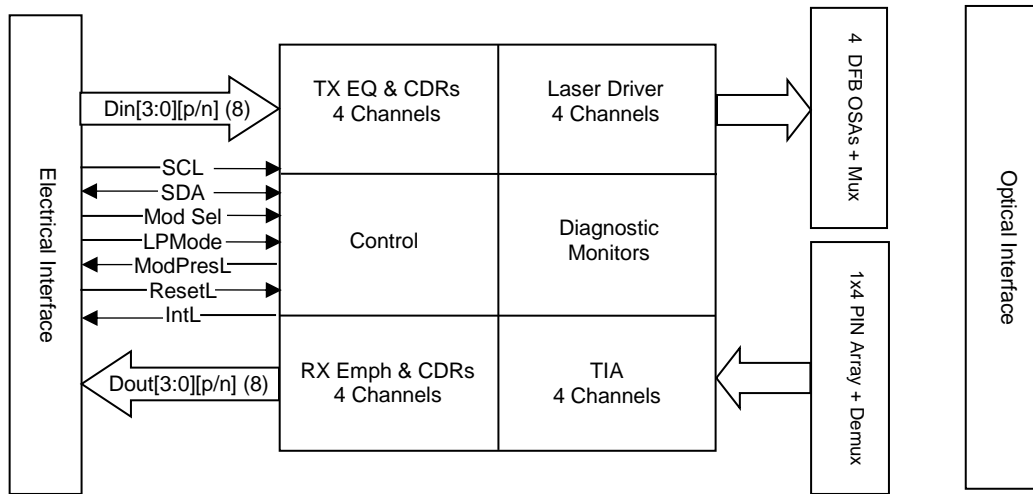 Electrical Interface
Din[3:0][p/n] (8)
SCL
SDA
Mod Sel
LPMode
ModPresL
ResetL
IntL
Dout[3:0][p/n] (8)
TX EQ & CDRs
4 Channels
Laser Driver
4 Channels
Control
Diagnostic
Monitors
RX Emph & CDRs
4 Channels
TIA
4 Channels
4 DFB OSAs + Mux
1x4 PIN Array + Demux
Optical Interface